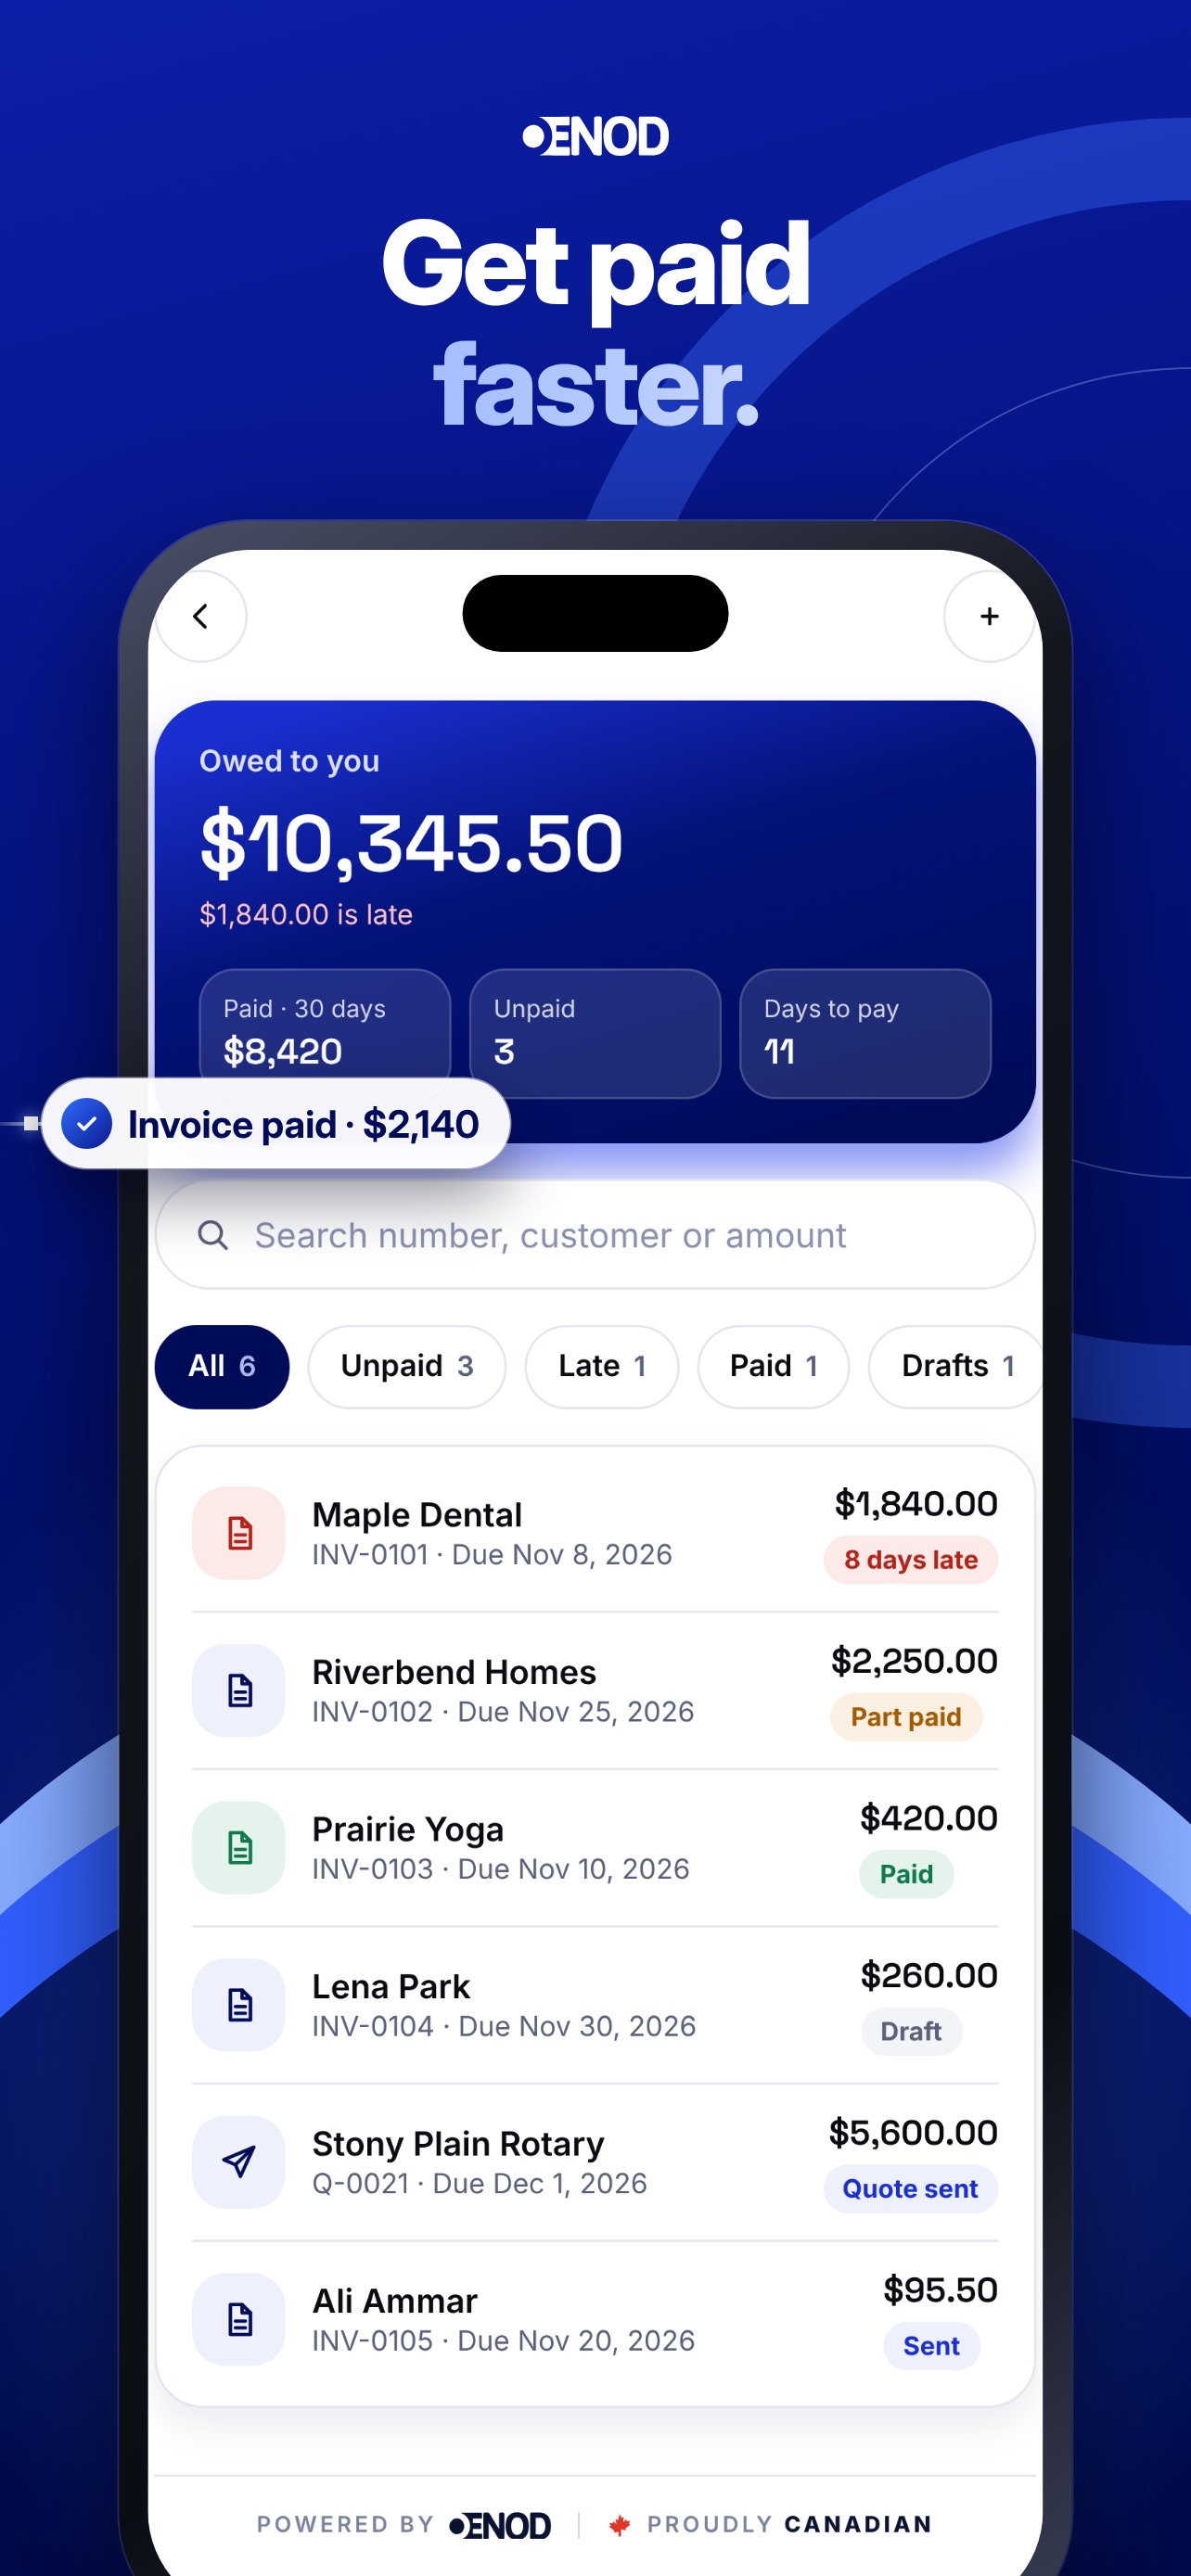 ENOD
Get paid
faster.
Owed to you
$10,345.50
$1,840.00 is late
Paid · 30 days
$8,420
Unpaid
3
Days to pay
11
Invoice paid · $2,140
Search number, customer or amount
All 6
Unpaid 3
Late 1
Paid 1
Drafts 1
Maple Dental
$1,840.00
INV-0101 · Due Nov 8, 2026
8 days late
Riverbend Homes
$2,250.00
INV-0102 · Due Nov 25, 2026
Part paid
Prairie Yoga
$420.00
INV-0103 · Due Nov 10, 2026
Paid
Lena Park
$260.00
INV-0104 · Due Nov 30, 2026
Draft
Stony Plain Rotary
$5,600.00
Q-0021 · Due Dec 1, 2026
Quote sent
Ali Ammar
$95.50
INV-0105 · Due Nov 20, 2026
Sent
POWERED BY ENOD | PROUDLY CANADIAN